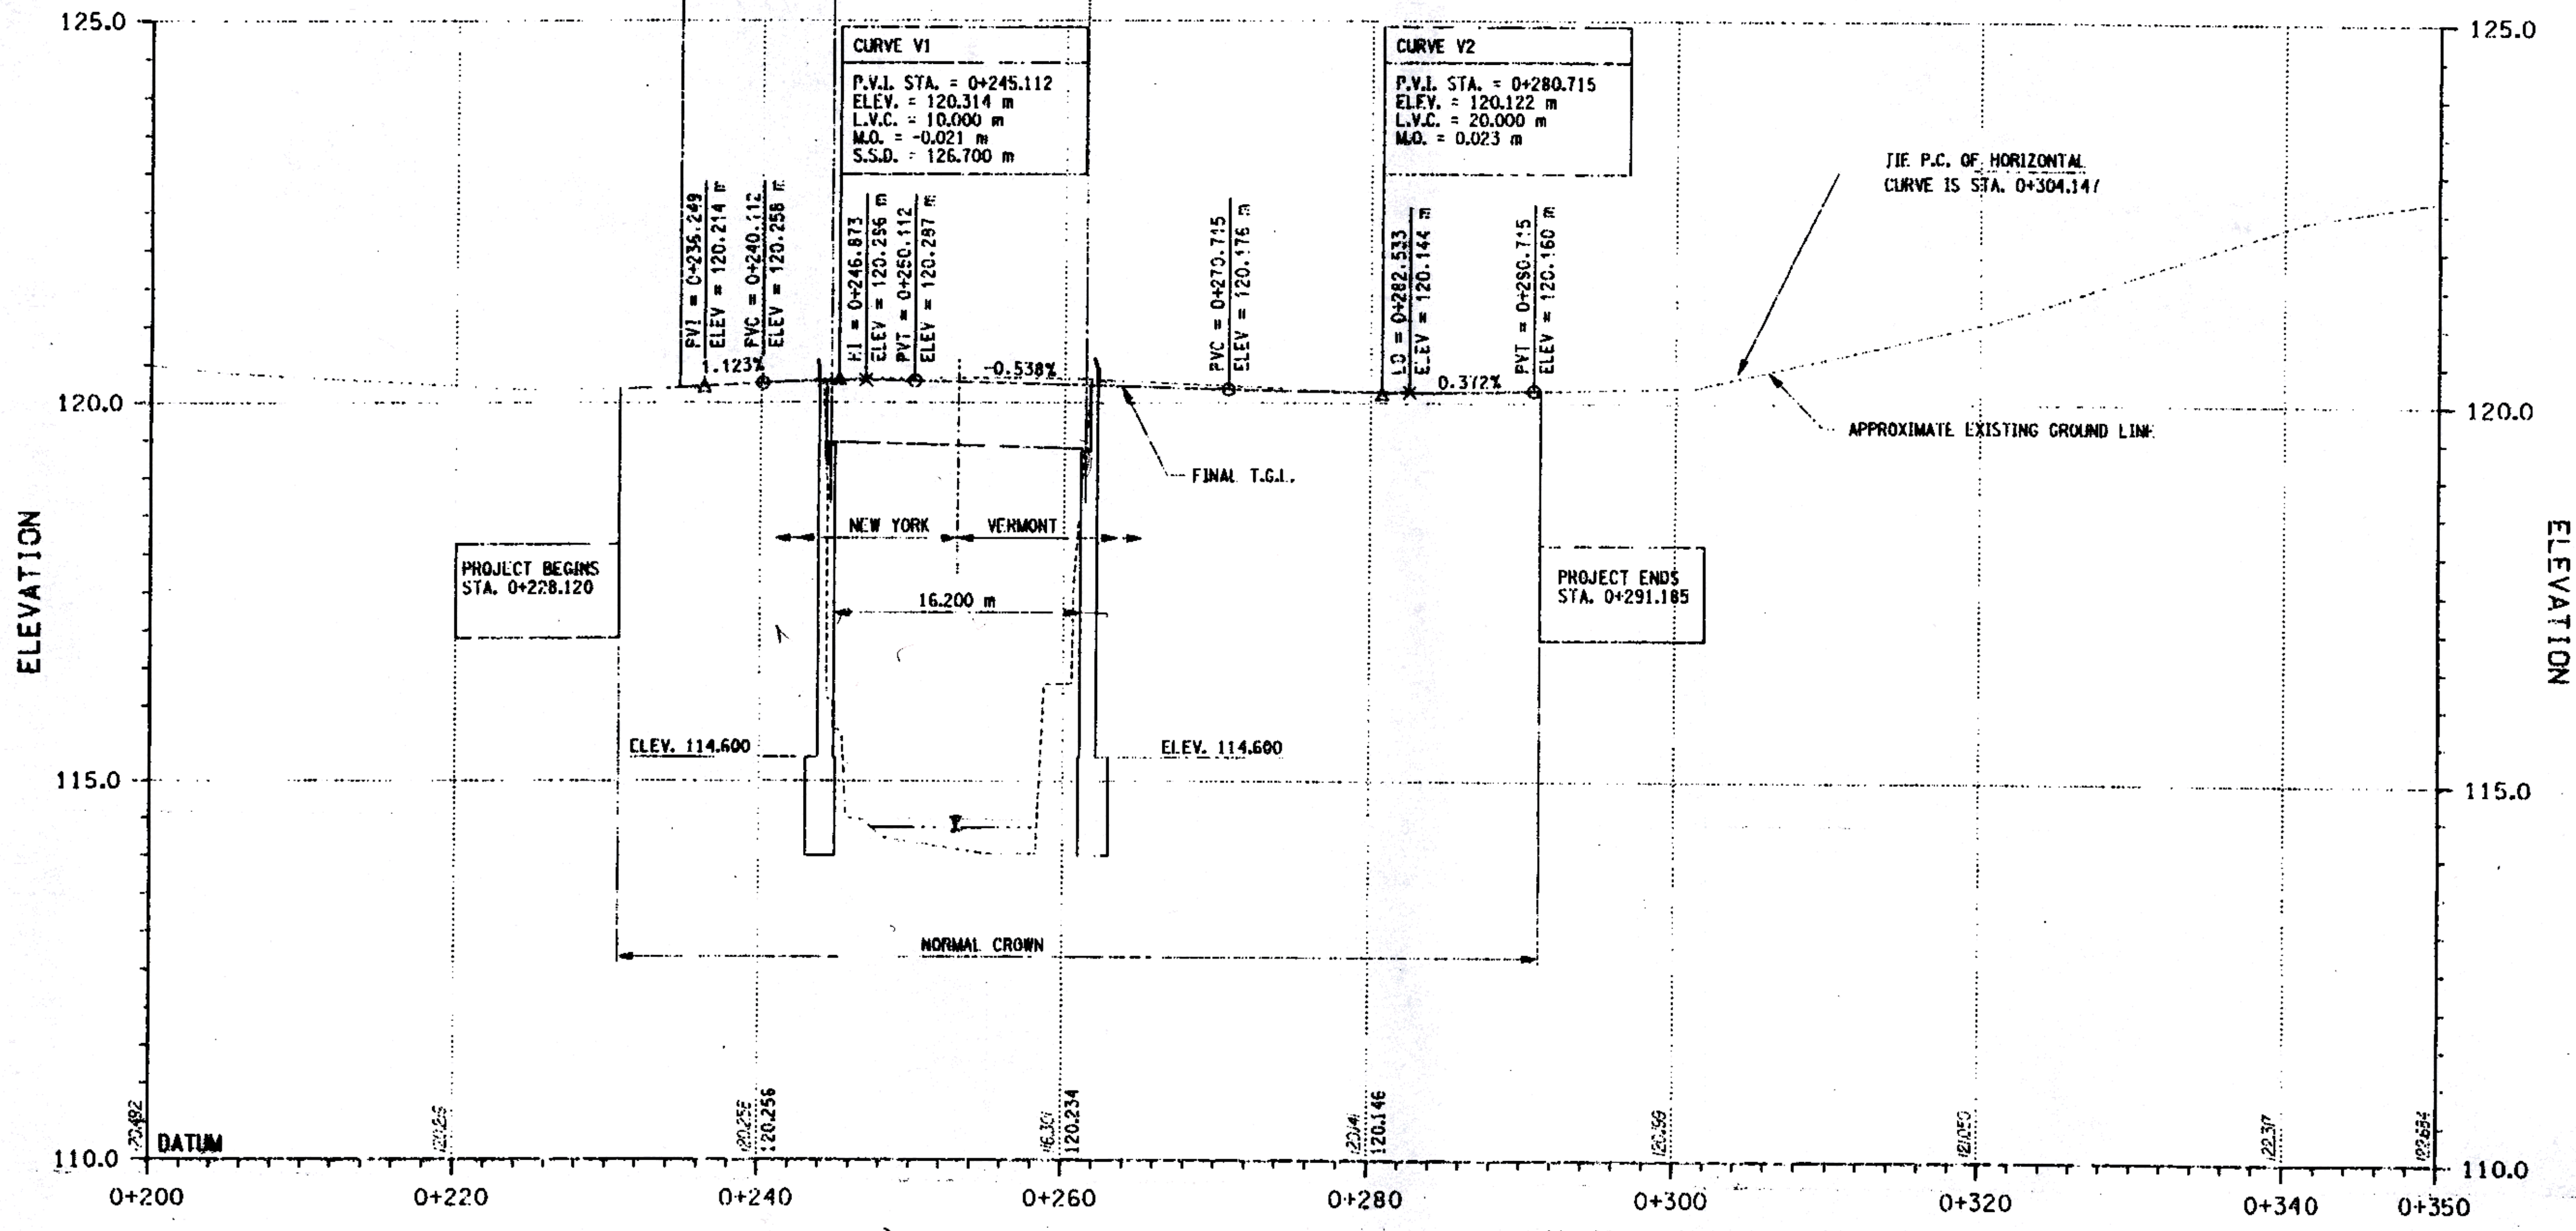 125.0
125.0
CURVE V1
P.V.I. STA. = 0+245.112
ELEV. = 120.314 m
L.V.C. = 10.000 m
M.O. = -0.021 m
S.S.D. = 126.700 m
CURVE V2
P.V.I. STA. = 0+280.715
ELEV. = 120.122 m
L.V.C. = 20.000 m
M.O. = 0.023 m
P.C. OF HORIZONTAL
CURVE IS STA.
ELEV = 120.214 m
PVC = 0+240.112
ELEV = 120.258 m
= 0+246.873
ELEV = 120.296 m
PVT = 0+250.112
ELEV = 120.287 m
PVC = 0+270.715
ELEV = 120.176 m
ELEV = 120.144 m
PVT = 0+290.715
ELEV = 120.160 m
1.123%
-0.538%
0.372%
120.0
120.0
APPROXIMATE EXISTING GROUND LINE
FINAL T.G.L.
ELEVATION
ELEVATION
NEW YORK
VERMONT
PROJECT BEGINS
STA. 0+228.120
PROJECT ENDS
STA. 0+291.185
16.200 m
ELEV. 114.600
ELEV. 114.600
115.0
115.0
NORMAL CROWN
120.256
120.234
120.146
DATUM
110.0
110.0
0+200
0+220
0+240
0+260
0+280
0+300
0+320
0+340
0+350